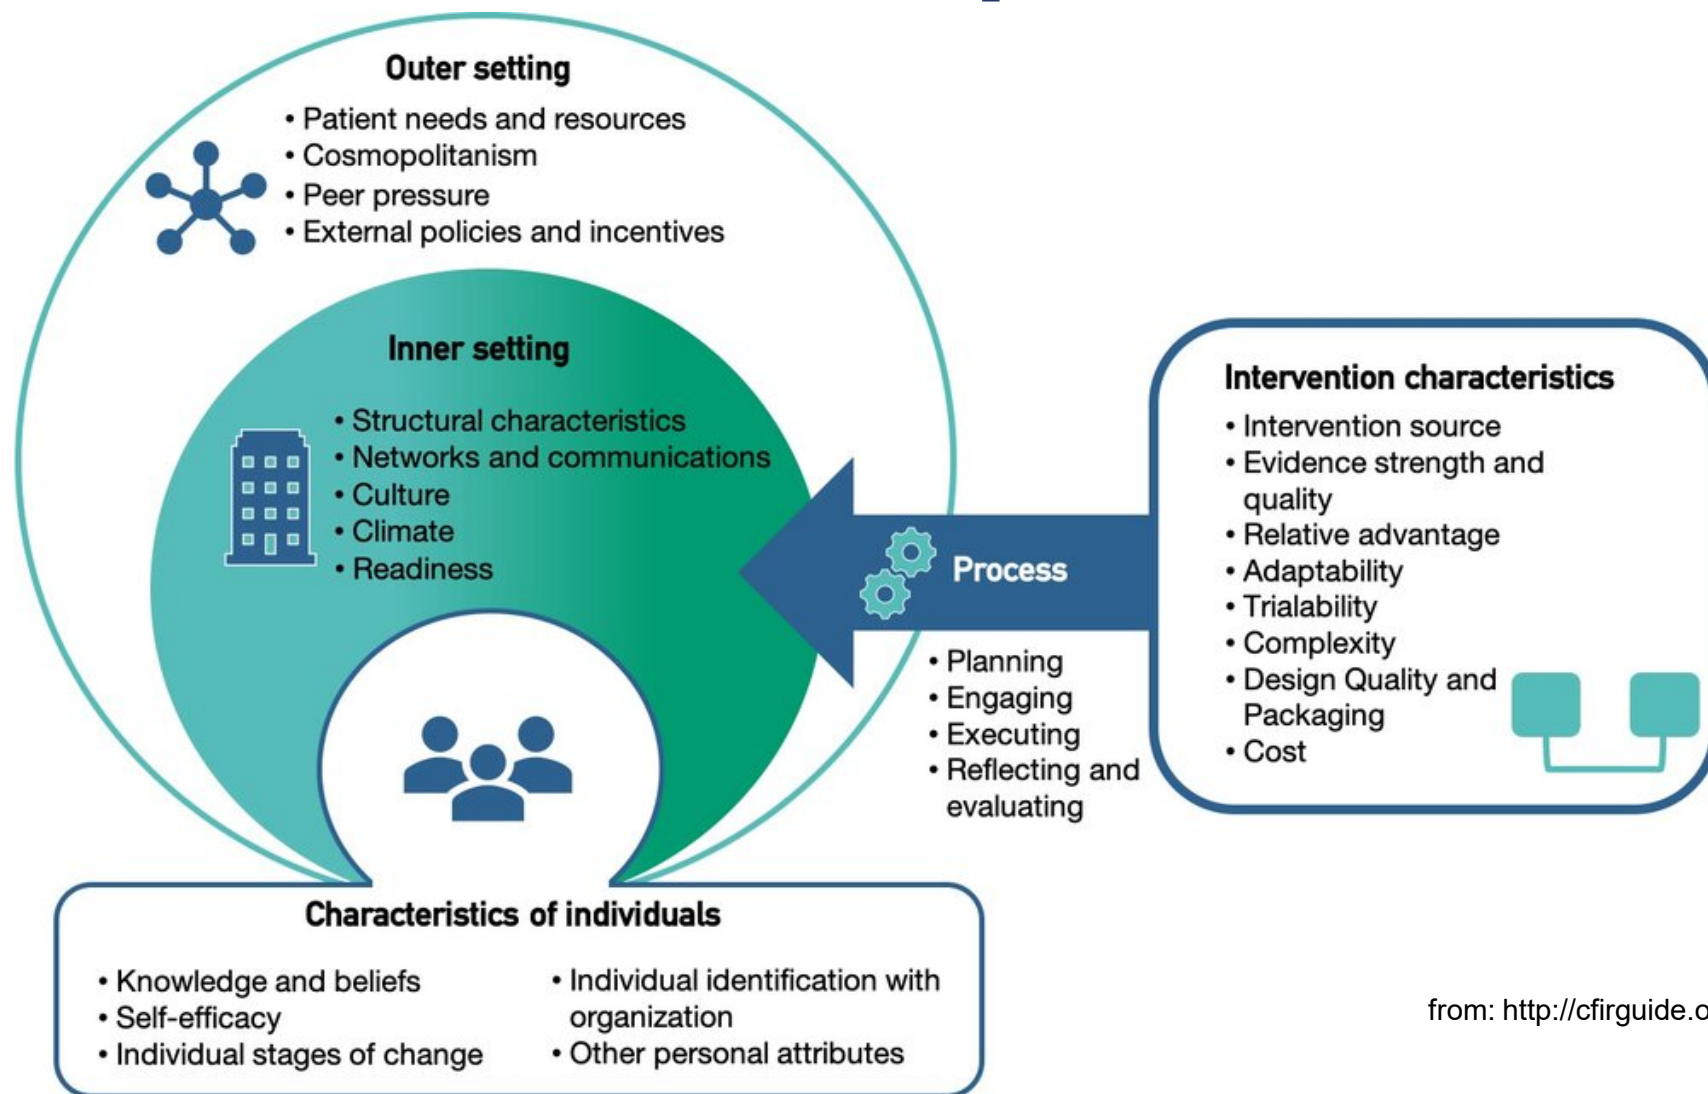 Outer setting
• Patient needs and resources
• Cosmopolitanism
• Peer pressure
• External policies and incentives
Inner setting
• Structural characteristics
• Networks and communications
• Culture
• Climate
• Readiness
Process
• Planning
• Engaging
• Executing
• Reflecting and
evaluating
Intervention characteristics
• Intervention source
• Evidence strength and
quality
• Relative advantage
• Adaptability
• Trialability
• Complexity
• Design Quality and
Packaging
• Cost
Characteristics of individuals
• Knowledge and beliefs
• Self-efficacy
• Individual stages of change
• Individual identification with
organization
• Other personal attributes
from: http://cfirguide.o